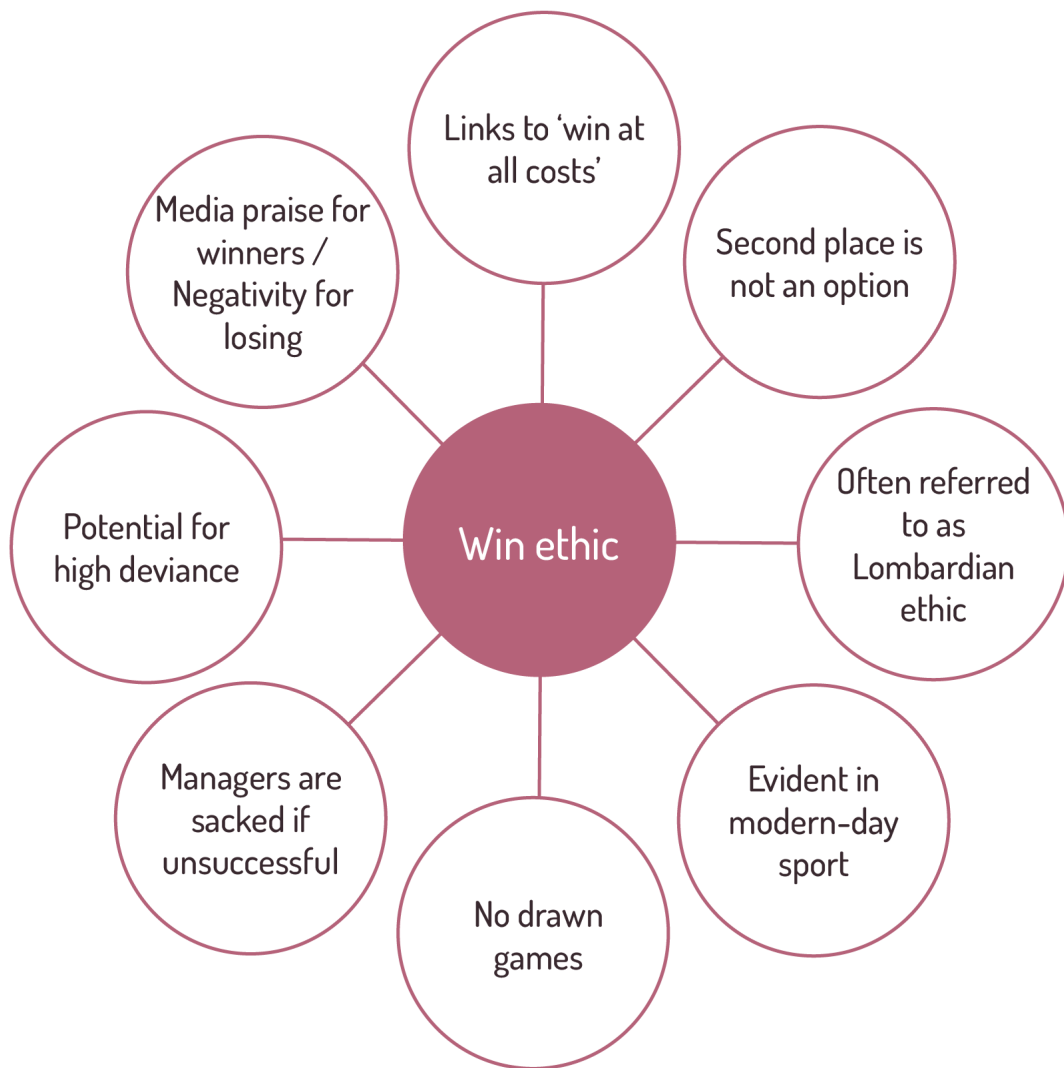 Links to ‘win at
all costs’
Second place is
not an option
Often referred
to as
Lombardian
ethic
Evident in
modern-day
sport
No drawn
games
Managers are
sacked if
unsuccessful
Potential for
high deviance
Media praise for
winners /
Negativity for
losing
Win ethic